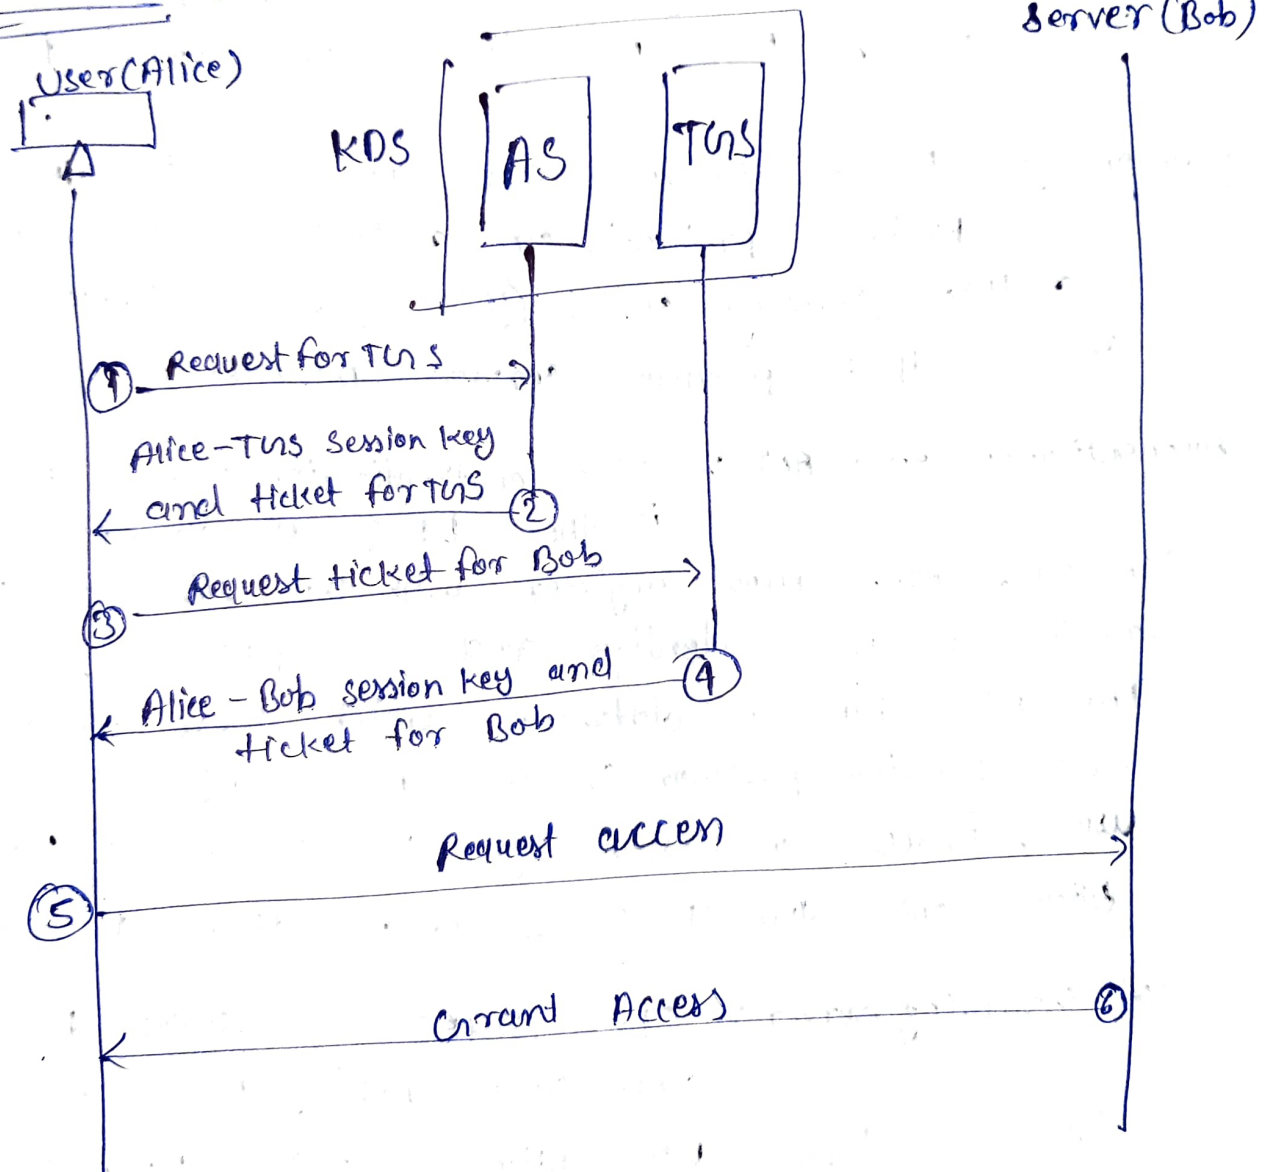 Server (Bob)
User (Alice)
KDS
AS
TGS
1 Request for TGS
Alice-TGS session key
and ticket for TGS 2
Request ticket for Bob
3
Alice - Bob session key and 4
ticket for Bob
Request access
5
Grant Access 6